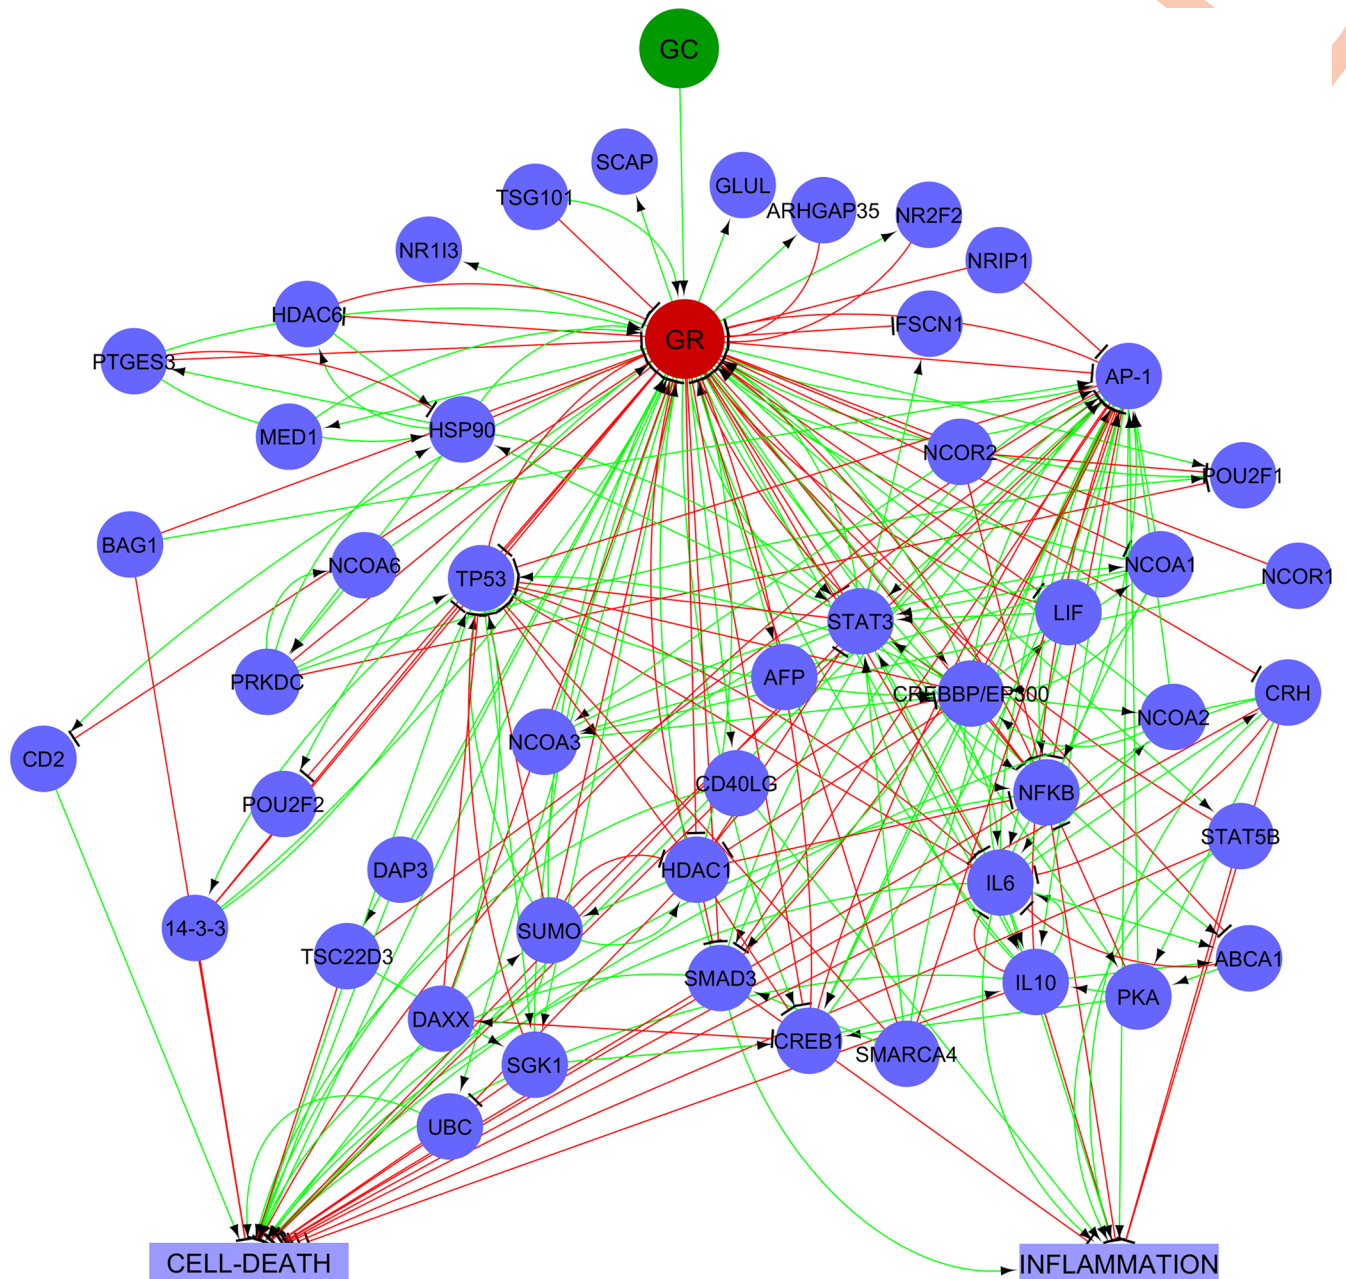 GC
SCAP
GLUL
TSG101
ARHGAP35
NR2F2
NR1I3
NRIP1
HDAC6
FSCN1
GR
PTGES3
AP-1
MED1
HSP90
NCOR2
POU2F1
BAG1
NCOA6
TP53
NCOA1
NCOR1
LIF
STAT3
PRKDC
AFP
CREBBP/EP300
CRH
NCOA2
NCOA3
CD2
CD40LG
NFKB
POU2F2
STAT5B
DAP3
HDAC1
IL6
14-3-3
SUMO
TSC22D3
ABCA1
SMAD3
IL10
PKA
DAXX
CREB1
SMARCA4
SGK1
UBC
CELL-DEATH
INFLAMMATION